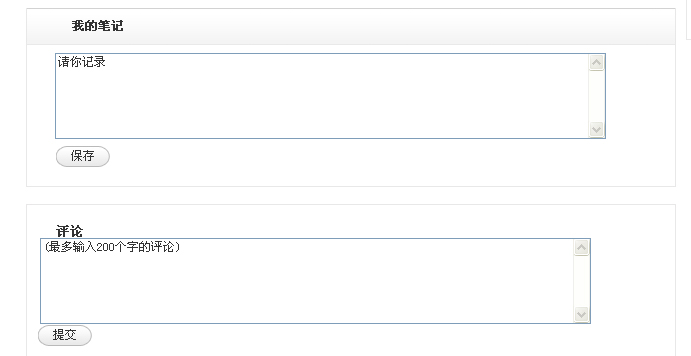 我的笔记
请你记录
保存
评论
(最多输入200个字的评论)
提交